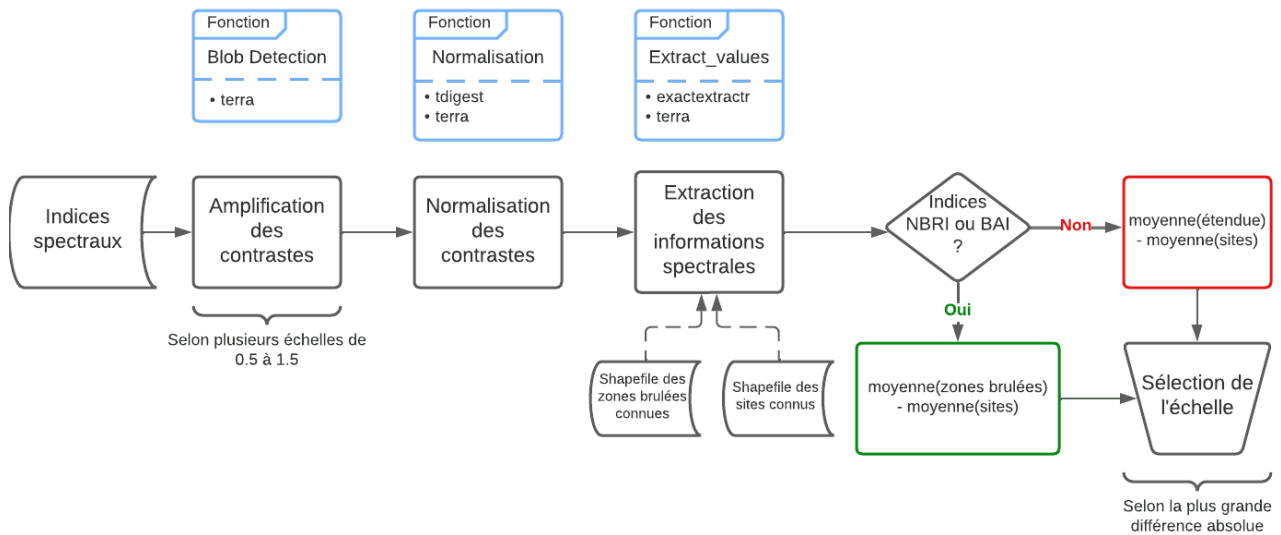 Fonction
Blob Detection
• terra
Fonction
Normalisation
• tdigest
• terra
Fonction
Extract_values
• exactextractr
• terra
Indices
spectraux
Amplification
des
contrastes
Selon plusieurs échelles de
0.5 à 1.5
Normalisation
des
contrastes
Extraction
des
informations
spectrales
Shapefile des
zones brulées
connues
Shapefile des
sites connus
Indices
NBRI ou BAI
?
Non
Oui
moyenne(étendue)
- moyenne(sites)
moyenne(zones brulées)
- moyenne(sites)
Sélection de
l'échelle
Selon la plus grande
différence absolue